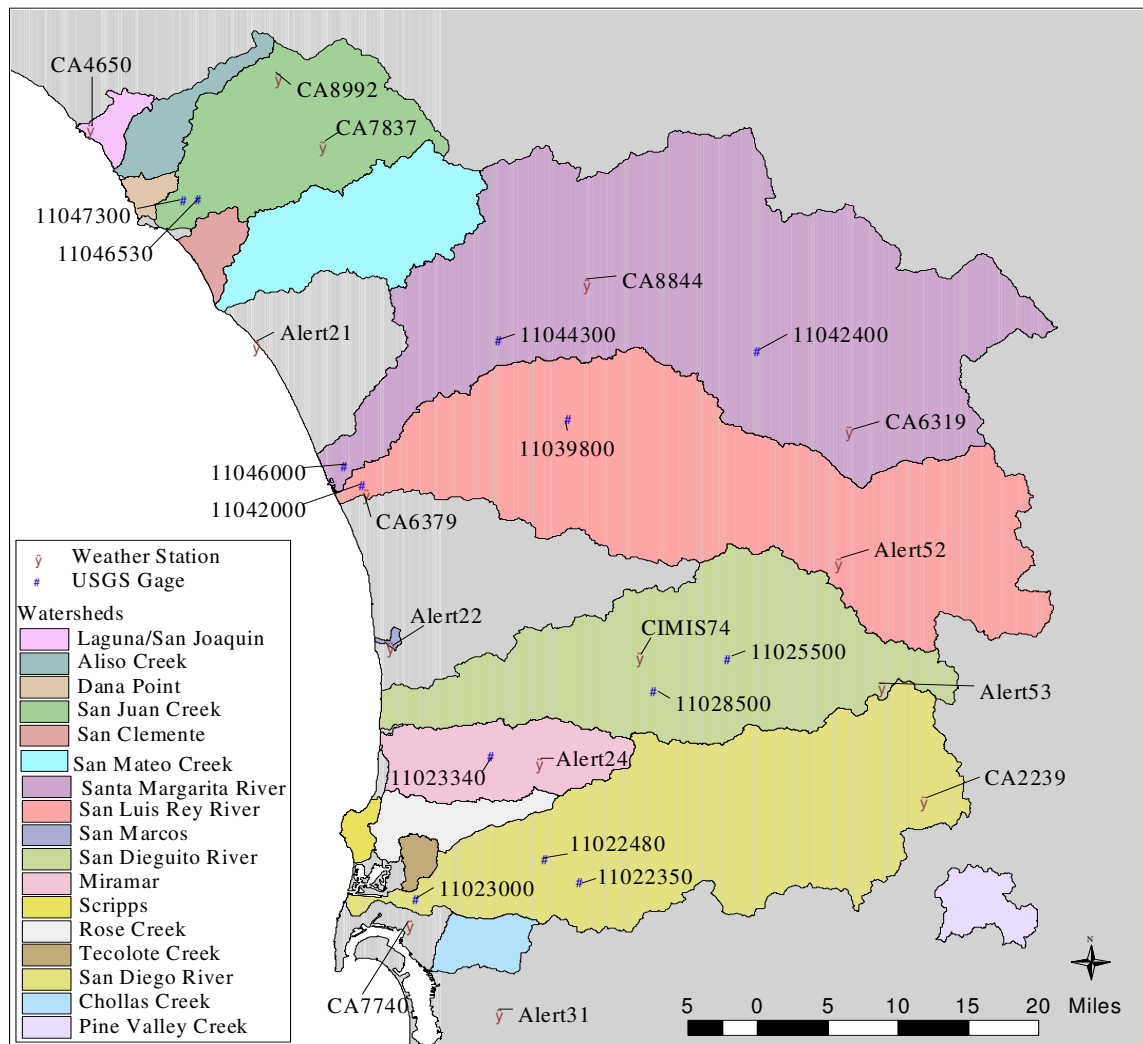 CA4650
CA8992
CA7837
11047300
11046530
CA8844
Alert21
11044300
11042400
CA6319
11039800
11046000
11042000
CA6379
Alert52
Alert22
CIMIS74
11025500
Alert53
11028500
Alert24
11023340
CA2239
11022480
11022350
11023000
CA7740
Alert31
ÿ Weather Station
# USGS Gage
Watersheds
Laguna/San Joaquin
Aliso Creek
Dana Point
San Juan Creek
San Clemente
San Mateo Creek
Santa Margarita River
San Luis Rey River
San Marcos
San Dieguito River
Miramar
Scripps
Rose Creek
Tecolote Creek
San Diego River
Chollas Creek
Pine Valley Creek
N
5 0 5 10 15 20 Miles